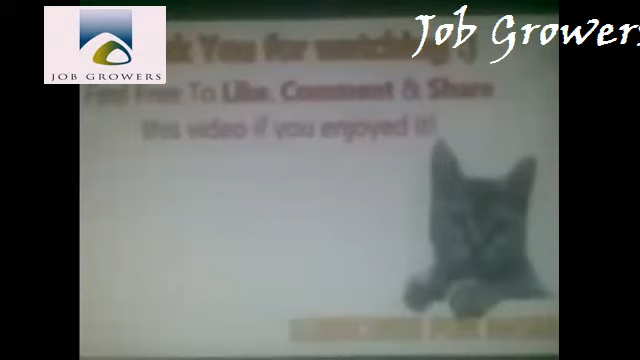 Job Growers
JOB GROWERS
You for watching :)
Feel Free To Like, Comment & Share
this video if you enjoyed it!